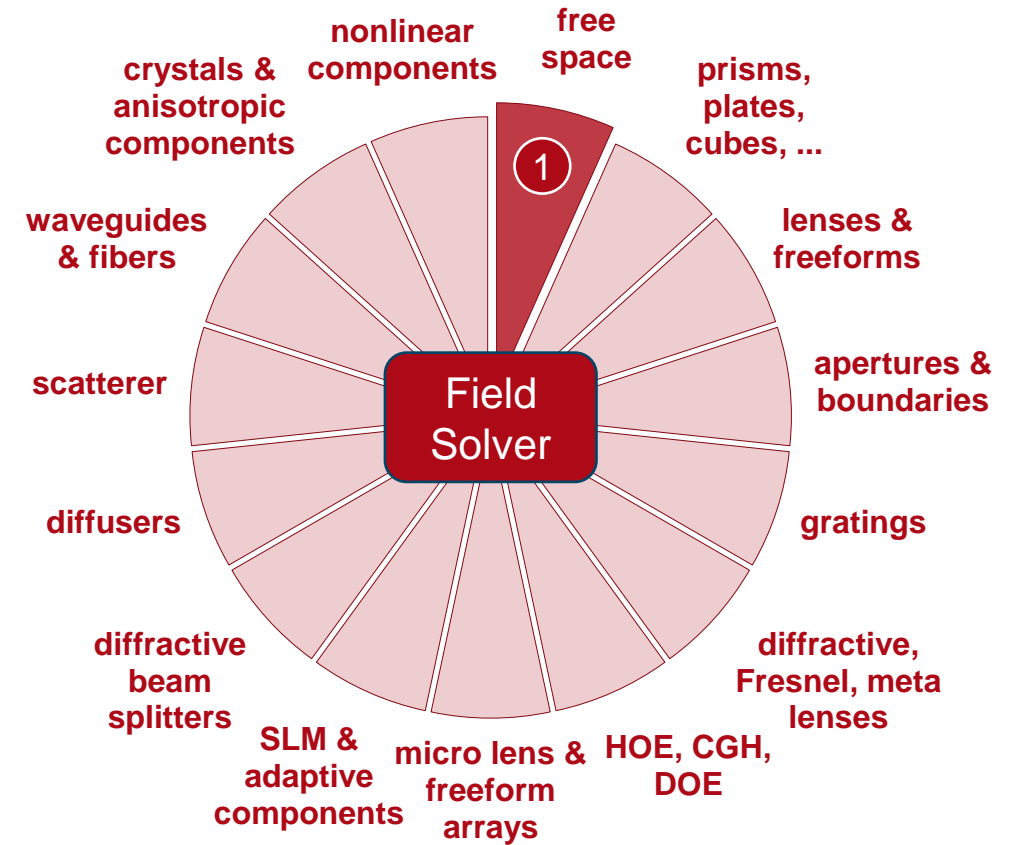 free
space
1
prisms,
plates,
cubes, ...
lenses &
freeforms
apertures &
boundaries
gratings
diffractive,
Fresnel, meta
lenses
HOE, CGH,
DOE
micro lens &
freeform
arrays
SLM &
adaptive
components
diffractive
beam
splitters
diffusers
scatterer
waveguides
& fibers
crystals &
anisotropic
components
nonlinear
components
Field
Solver